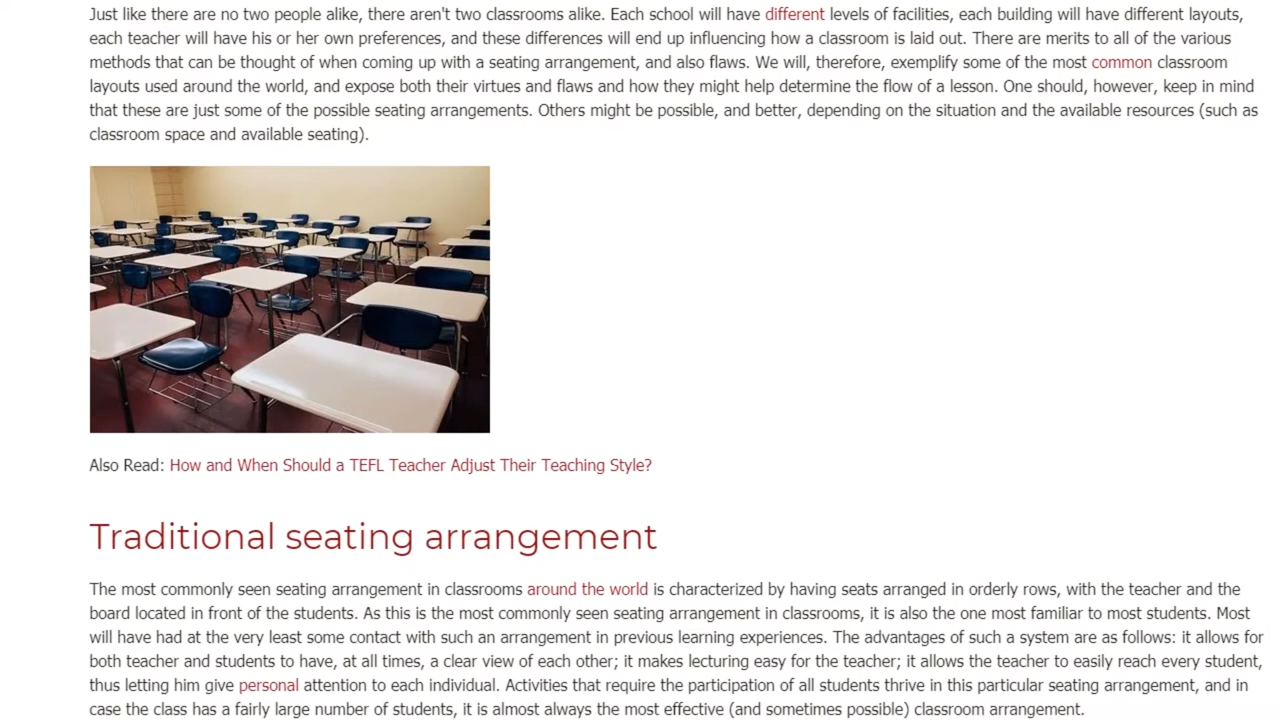 Just like there are no two people alike, there aren't two classrooms alike. Each school will have different levels of facilities, each building will have different layouts,
each teacher will have his or her own preferences, and these differences will end up influencing how a classroom is laid out. There are merits to all of the various
methods that can be thought of when coming up with a seating arrangement, and also flaws. We will, therefore, exemplify some of the most common classroom
layouts used around the world, and expose both their virtues and flaws and how they might help determine the flow of a lesson. One should, however, keep in mind
that these are just some of the possible seating arrangements. Others might be possible, and better, depending on the situation and the available resources (such as
classroom space and available seating).
Also Read: How and When Should a TEFL Teacher Adjust Their Teaching Style?
Traditional seating arrangement
The most commonly seen seating arrangement in classrooms around the world is characterized by having seats arranged in orderly rows, with the teacher and the
board located in front of the students. As this is the most commonly seen seating arrangement in classrooms, it is also the one most familiar to most students. Most
will have had at the very least some contact with such an arrangement in previous learning experiences. The advantages of such a system are as follows: it allows for
both teacher and students to have, at all times, a clear view of each other; it makes lecturing easy for the teacher; it allows the teacher to easily reach every student,
thus letting him give personal attention to each individual. Activities that require the participation of all students thrive in this particular seating arrangement, and in
case the class has a fairly large number of students, it is almost always the most effective (and sometimes possible) classroom arrangement.